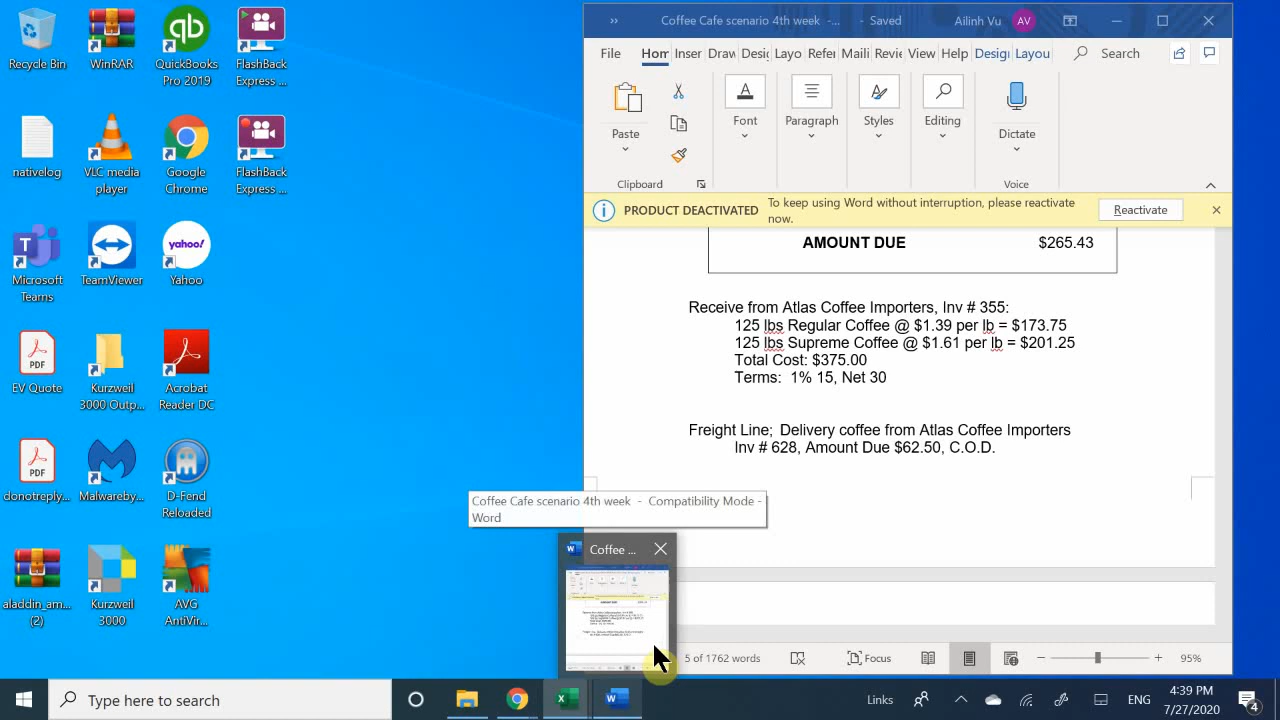 Recycle Bin
WinRAR
QuickBooks
Pro 2019
FlashBack
Express ...
nativelog
VLC media
player
Google
Chrome
FlashBack
Express ...
Microsoft
Teams
TeamViewer
Yahoo
yahoo!
EV Quote
Kurzweil
3000 Outp...
Acrobat
Reader DC
donotreply...
Malwareby...
D-Fend
Reloaded
aladdin_am...
(2)
Kurzweil
3000
AVG
AntiVir...
PDF
PDF
Coffee Cafe scenario 4th week -... - Saved
Ailinh Vu
AV
File
Hom
Inser
Draw
Desig
Layo
Refer
Maili
Revie
View
Help
Desigi
Layou
Search
Paste
Font
Paragraph
Styles
Editing
Dictate
Clipboard
Voice
PRODUCT DEACTIVATED
To keep using Word without interruption, please reactivate
now.
Reactivate
AMOUNT DUE $265.43
Receive from Atlas Coffee Importers, Inv # 355:
125 lbs Regular Coffee @ $1.39 per lb = $173.75
125 lbs Supreme Coffee @ $1.61 per lb = $201.25
Total Cost: $375.00
Terms: 1% 15, Net 30
Freight Line; Delivery coffee from Atlas Coffee Importers
Inv # 628, Amount Due $62.50, C.O.D.
Coffee Cafe scenario 4th week - Compatibility Mode -
Word
Coffee ...
5 of 1762 words
Focus
95%
Type here to search
Links
ENG
4:39 PM
7/27/2020
4